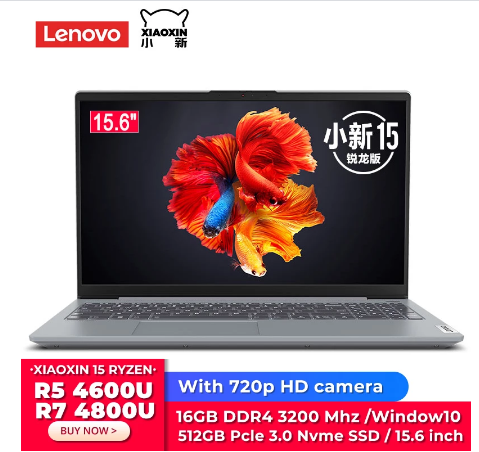 Lenovo
XIAOXIN
小 新
15.6"
小新15
锐龙版
·XIAOXIN 15 RYZEN·
R5 4600U
R7 4800U
BUY NOW >
With 720p HD camera
16GB DDR4 3200 Mhz /Window10
512GB Pcle 3.0 Nvme SSD / 15.6 inch